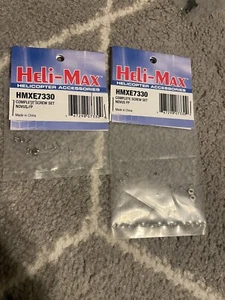 Heli-Max
HELICOPTER ACCESSORIES
HMXE7330
COMPLETE SCREW SET
NOVUS FP
Made in China
Heli-Max
HELICOPTER ACCESSORIES
HMXE7330
COMPLETE SCREW SET
NOVUS FP
Made in China